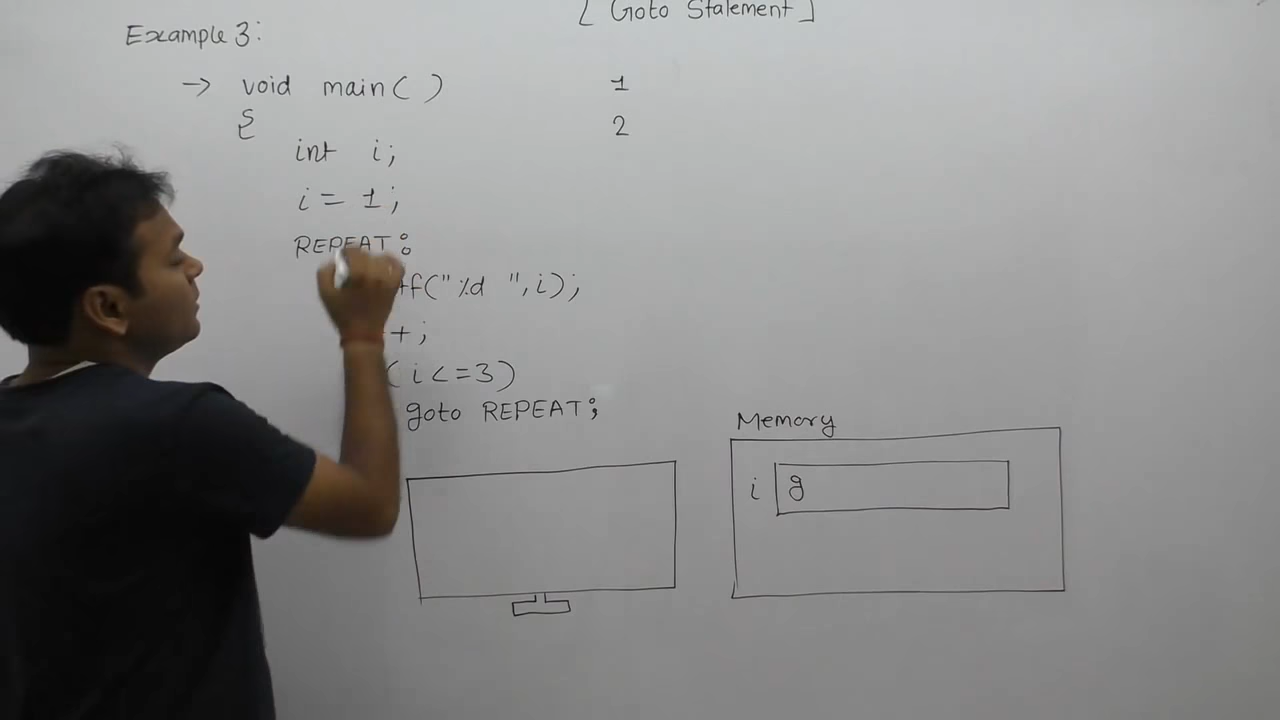 [ Goto Statement ]
Example 3:
→ void main( )
{
int i;
i = 1;
REPEAT:
f("%d ",i);
+;
( i <=3)
goto REPEAT;
1
2
Memory
i g